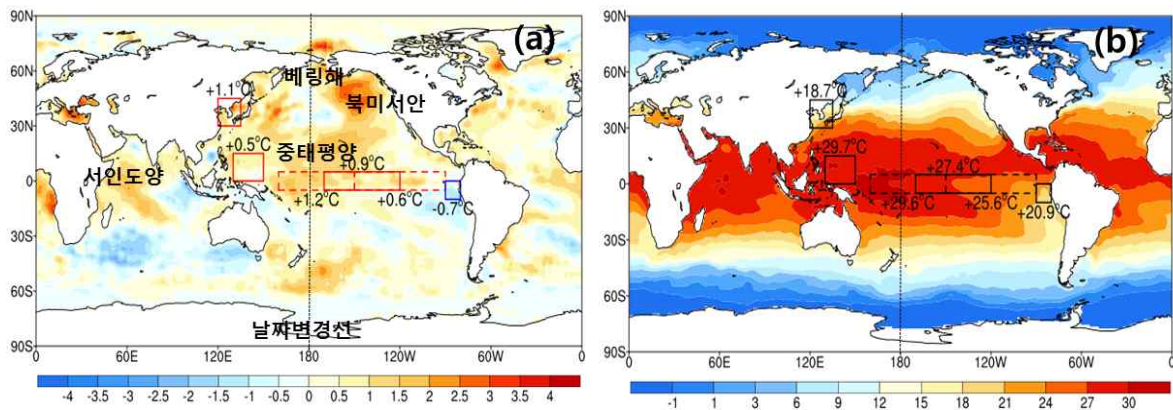 (a)
90N
60N
30N
0
30S
60S
90S
베링해
북미서안
+1.1°C
+0.5°C
중태평양
+0.9°C
서인도양
+1.2°C
+0.6°C
-0.7°C
날짜변경선
0 60E 120E 180 120W 60W 0
-4 -3.5 -3 -2.5 -2 -1.5 -1 -0.5 0 0.5 1 1.5 2 2.5 3 3.5 4
(b)
90N
60N
30N
0
30S
60S
90S
+18.7°C
+29.7°C
+27.4°C
+29.6°C
+25.6°C
+20.9°C
0 60E 120E 180 120W 60W 0
-1 1 3 6 9 12 15 18 21 24 27 30